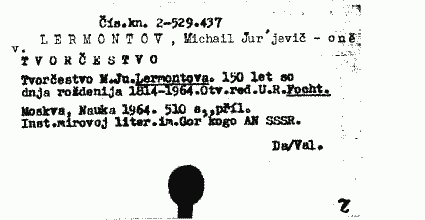 Čís.kn. 2-529.437
LERMONTOV, Michail Jur´jevič - oně
v.
TVORČESTVO
Tvorčestvo M.Ju.Lermontova. 150 let so
dnja roždenija 1814-1964.Otv.red.U.R.Focht.
Moskva, Nauka 1964. 510 s.,příl.
Inst.mirovoj liter.im.Gor´kogo AN SSSR.
Da/Val.
2